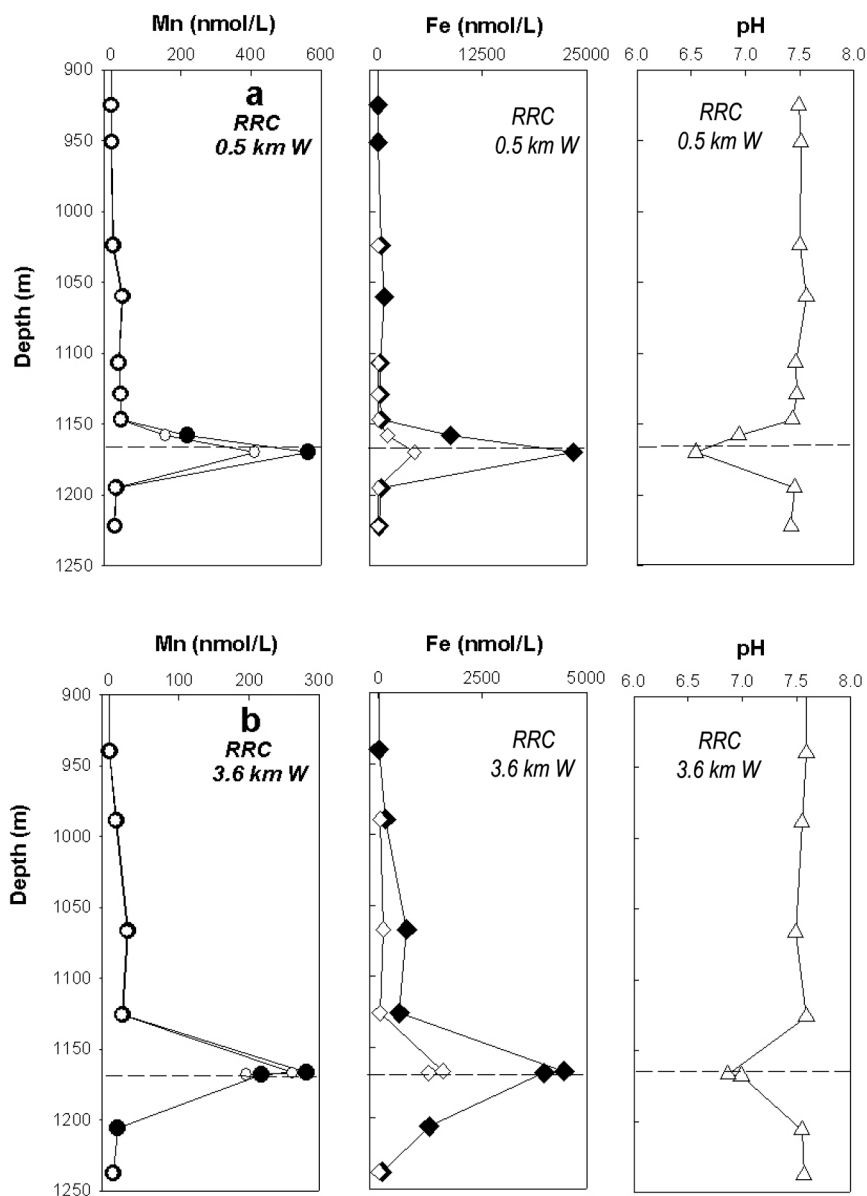 Mn (nmol/L) Fe (nmol/L) pH
0 200 400 600 0 12500 25000 6.0 6.5 7.0 7.5 8.0
900
950
1000
1050
1100
1150
1200
1250
Depth (m)
a
RRC
0.5 km W
RRC
0.5 km W
RRC
0.5 km W
Mn (nmol/L) Fe (nmol/L) pH
0 100 200 300 0 2500 5000 6.0 6.5 7.0 7.5 8.0
900
950
1000
1050
1100
1150
1200
1250
Depth (m)
b
RRC
3.6 km W
RRC
3.6 km W
RRC
3.6 km W